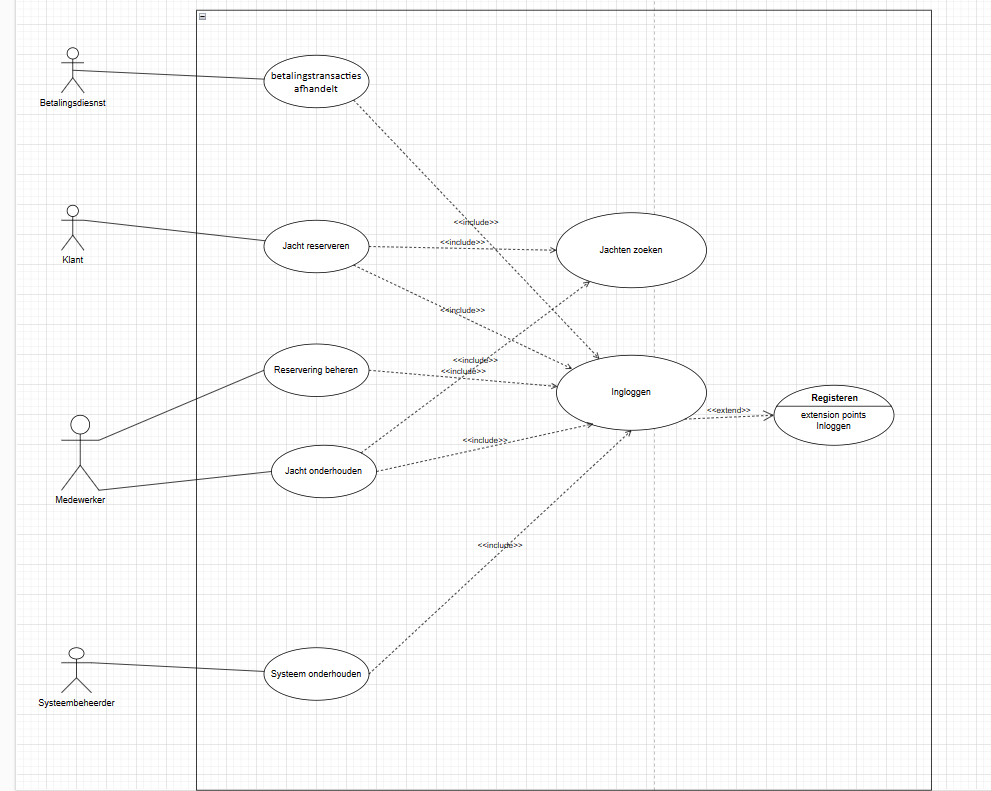 Betalingsdiesnst
betalingstransacties
afhandelt
<<include>>
Klant
Jacht reserveren
<<include>>
Jachten zoeken
<<include>>
Reservering beheren
<<include>>
<<include>>
Ingloggen
<<extend>>
Registeren
extension points
Inloggen
Medewerker
Jacht onderhouden
<<include>>
<<include>>
Systeembeheerder
Systeem onderhouden